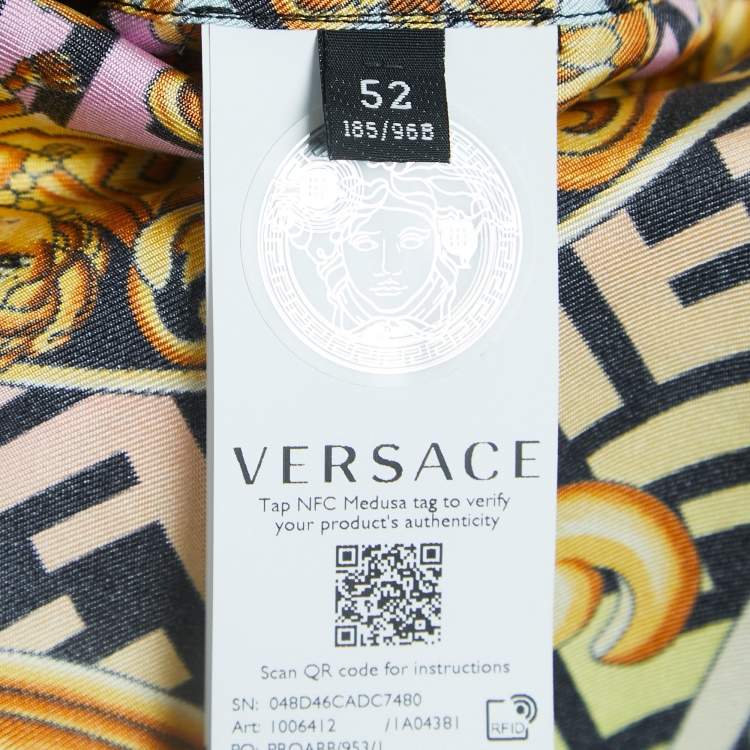 52
185/96B
VERSACE
Tap NFC Medusa tag to verify
your product's authenticity
Scan QR code for instructions
SN: 048D46CADC7480
Art: 1006412 /1A04381
RFID